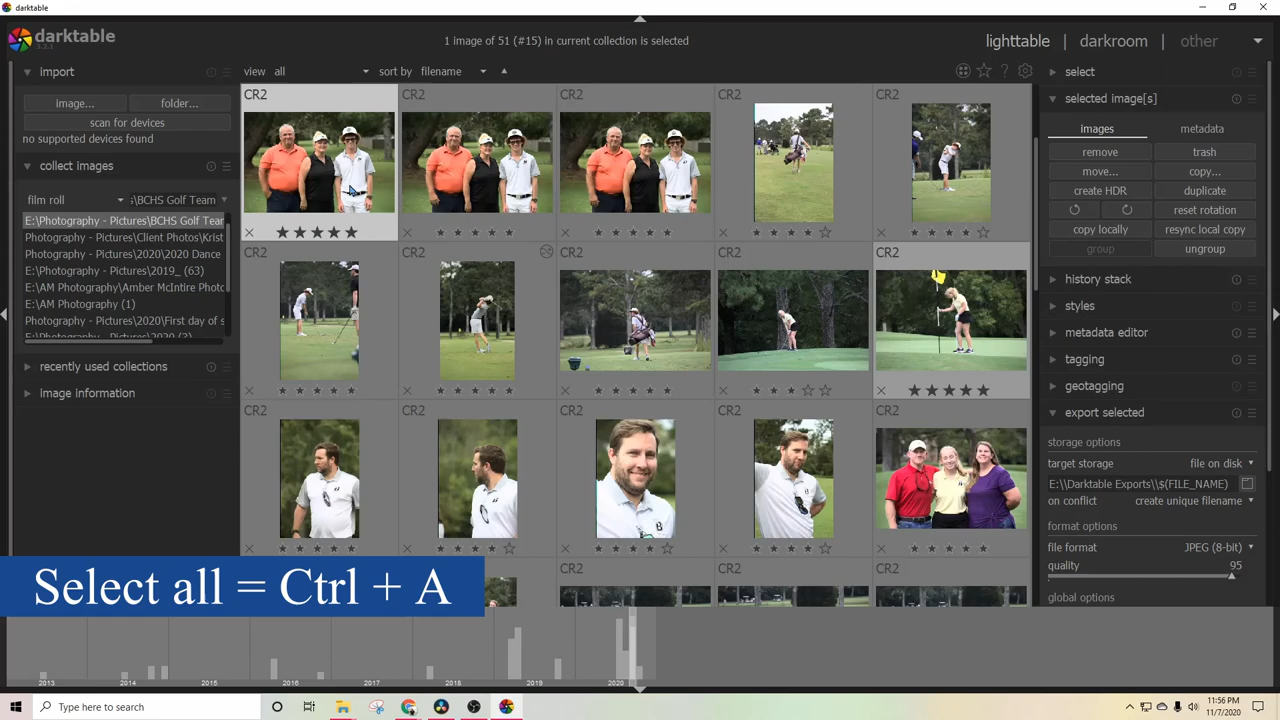 darktable
darktable
3.2.1
1 image of 51 (#15) in current collection is selected
lighttable | darkroom | other
import
image...
folder...
scan for devices
no supported devices found
collect images
film roll
:\BCHS Golf Team
E:\Photography - Pictures\BCHS Golf Tear
Photography - Pictures\Client Photos\Krist
Photography - Pictures\2020\2020 Dance
E:\Photography - Pictures\2019_ (63)
E:\AM Photography\Amber McIntire Photo
E:\AM Photography (1)
Photography - Pictures\2020\First day of s
E:\Photography - Pictures\2020 (3)
recently used collections
image information
view all sort by filename
CR2 CR2 CR2 CR2 CR2
CR2 CR2 CR2 CR2 CR2
CR2 CR2 CR2 CR2 CR2
CR2 CR2 CR2
select
selected image[s]
images
metadata
remove
trash
move...
copy...
create HDR
duplicate
reset rotation
copy locally
resync local copy
group
ungroup
history stack
styles
metadata editor
tagging
geotagging
export selected
storage options
target storage file on disk
E:\\Darktable Exports\\$(FILE_NAME)
on conflict create unique filename
format options
file format JPEG (8-bit)
quality 95
global options
Select all = Ctrl + A
2013 2014 2015 2016 2017 2018 2019 2020
Type here to search
11:56 PM
11/7/2020